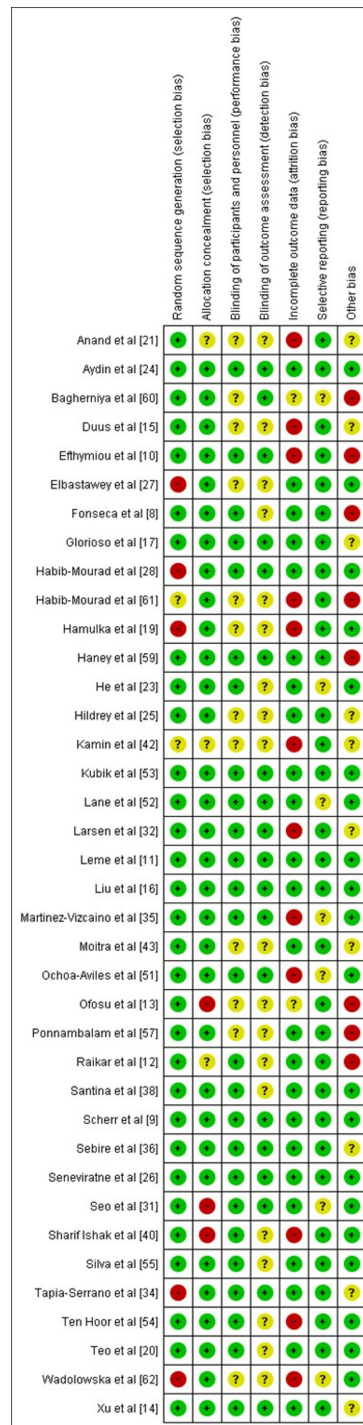 Random sequence generation (selection bias)
Allocation concealment (selection bias)
Blinding of participants and personnel (performance bias)
Blinding of outcome assessment (detection bias)
Incomplete outcome data (attrition bias)
Selective reporting (reporting bias)
Other bias
Anand et al [21] + ? ? ? - + ?
Aydin et al [24] + + + + + + +
Bagherniya et al [60] + + ? + ? ? -
Duus et al [15] + + ? ? - + ?
Efthymiou et al [10] + + + + - + -
Elbastawey et al [27] - + ? ? + + +
Fonseca et al [8] + + + ? + + -
Glorioso et al [17] + + + + + + ?
Habib-Mourad et al [28] - + + + + + +
Habib-Mourad et al [61] ? + ? ? - + -
Hamulka et al [19] - + ? ? - + +
Haney et al [59] + + + + + + -
He et al [23] + + + ? + ? +
Hildrey et al [25] + + ? ? + + ?
Kamin et al [42] ? ? ? ? - + ?
Kubik et al [53] + + + + + + +
Lane et al [52] + + + + + ? +
Larsen et al [32] + + + + - + ?
Leme et al [11] + + + + + + +
Liu et al [16] + + + + + + +
Martinez-Vizcaino et al [35] + + + + - ? +
Moitra et al [43] + + ? ? + + ?
Ochoa-Aviles et al [51] + + + + - ? +
Ofosu et al [13] + - ? ? ? + -
Ponnambalam et al [57] + + ? ? + + -
Raikar et al [12] + ? + ? + + -
Santina et al [38] + + + ? + + +
Scherr et al [9] + + + + + + +
Sebire et al [36] + + + + + + ?
Seneviratne et al [26] + + + + + + +
Seo et al [31] + - + + + ? +
Sharif Ishak et al [40] + - + ? - + +
Silva et al [55] + + + ? + + +
Tapia-Serrano et al [34] - + + + + + ?
Ten Hoor et al [54] + + + ? - + +
Teo et al [20] + + + ? + + +
Wadolowska et al [62] - + ? ? - ? +
Xu et al [14] + + + + + + ?